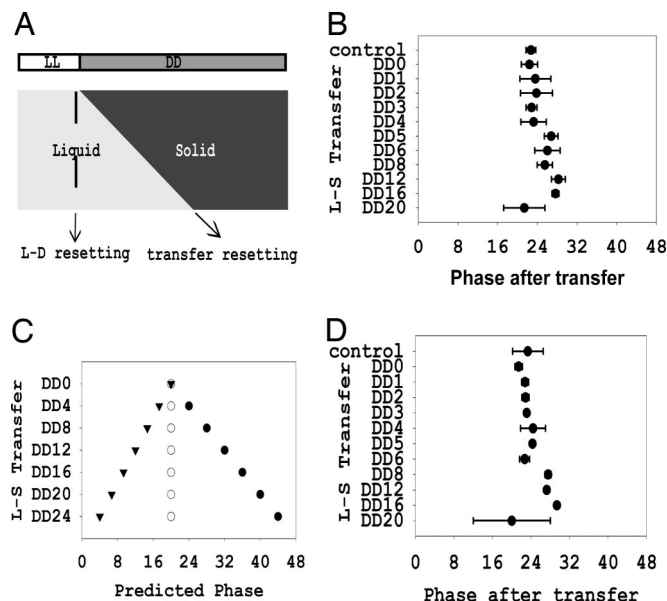 A
LL DD
Liquid Solid
L-D resetting transfer resetting
B
L-S Transfer
control
DD0
DD1
DD2
DD3
DD4
DD5
DD6
DD8
DD12
DD16
DD20
0 8 16 24 32 40 48
Phase after transfer
C
L-S Transfer
DD0
DD4
DD8
DD12
DD16
DD20
DD24
0 8 16 24 32 40 48
Predicted Phase
D
L-S Transfer
control
DD0
DD1
DD2
DD3
DD4
DD5
DD6
DD8
DD12
DD16
DD20
0 8 16 24 32 40 48
Phase after transfer